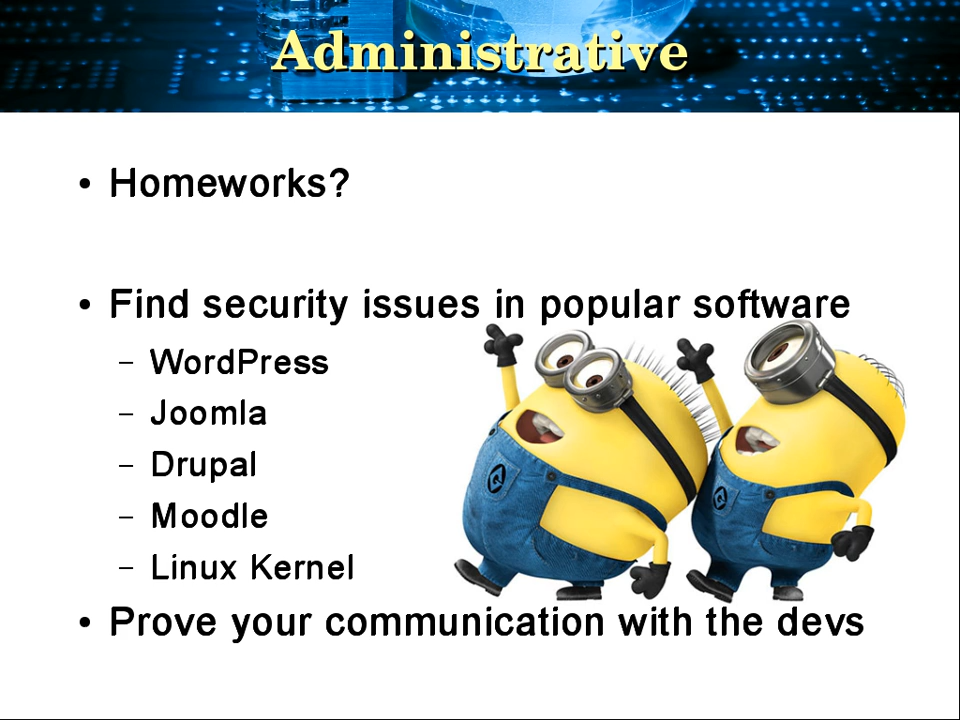 Administrative
• Homeworks?
• Find security issues in popular software
– WordPress
– Joomla
– Drupal
– Moodle
– Linux Kernel
• Prove your communication with the devs